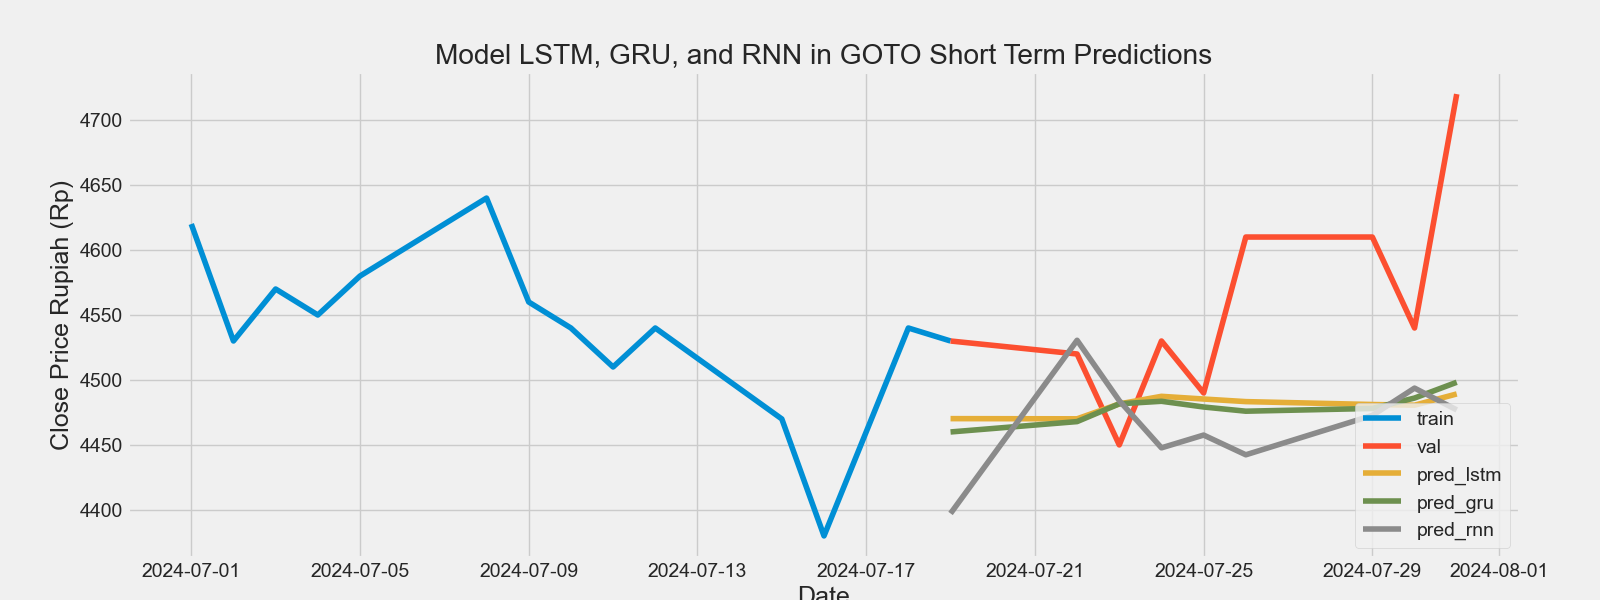 Model LSTM, GRU, and RNN in GOTO Short Term Predictions
Close Price Rupiah (Rp)
4700
4650
4600
4550
4500
4450
4400
train
val
pred_lstm
pred_gru
pred_rnn
2024-07-01 2024-07-05 2024-07-09 2024-07-13 2024-07-17 2024-07-21 2024-07-25 2024-07-29 2024-08-01
Date